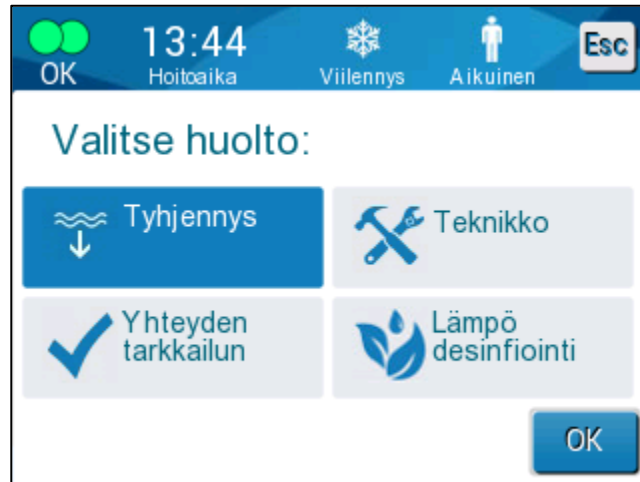 OK
13:44
Hoitoaika
Viilennys
Aikuinen
Esc
Valitse huolto:
Tyhjennys
Teknikko
Yhteyden
tarkkailun
Lämpö
desinfiointi
OK